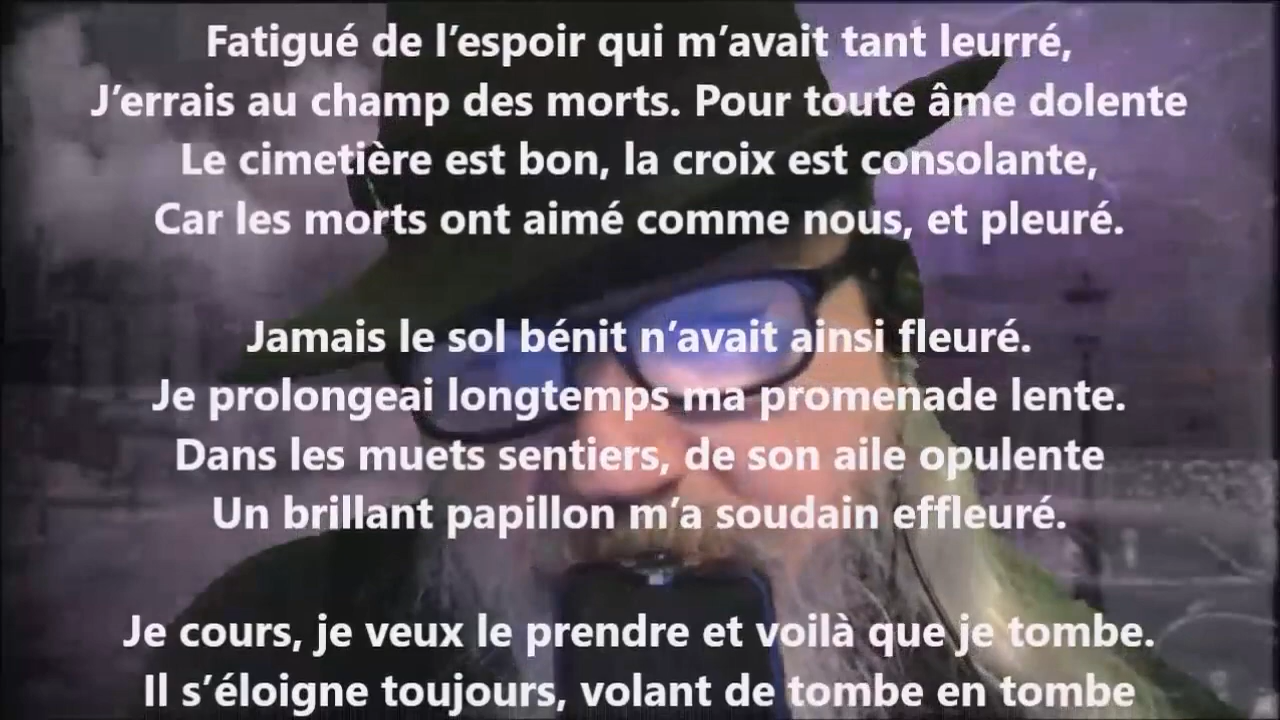 Fatigué de l’espoir qui m’avait tant leurré,
J’errais au champ des morts. Pour toute âme dolente
Le cimetière est bon, la croix est consolante,
Car les morts ont aimé comme nous, et pleuré.
Jamais le sol bénit n’avait ainsi fleuré.
Je prolongeai longtemps ma promenade lente.
Dans les muets sentiers, de son aile opulente
Un brillant papillon m’a soudain effleuré.
Je cours, je veux le prendre et voilà que je tombe.
Il s’éloigne toujours, volant de tombe en tombe